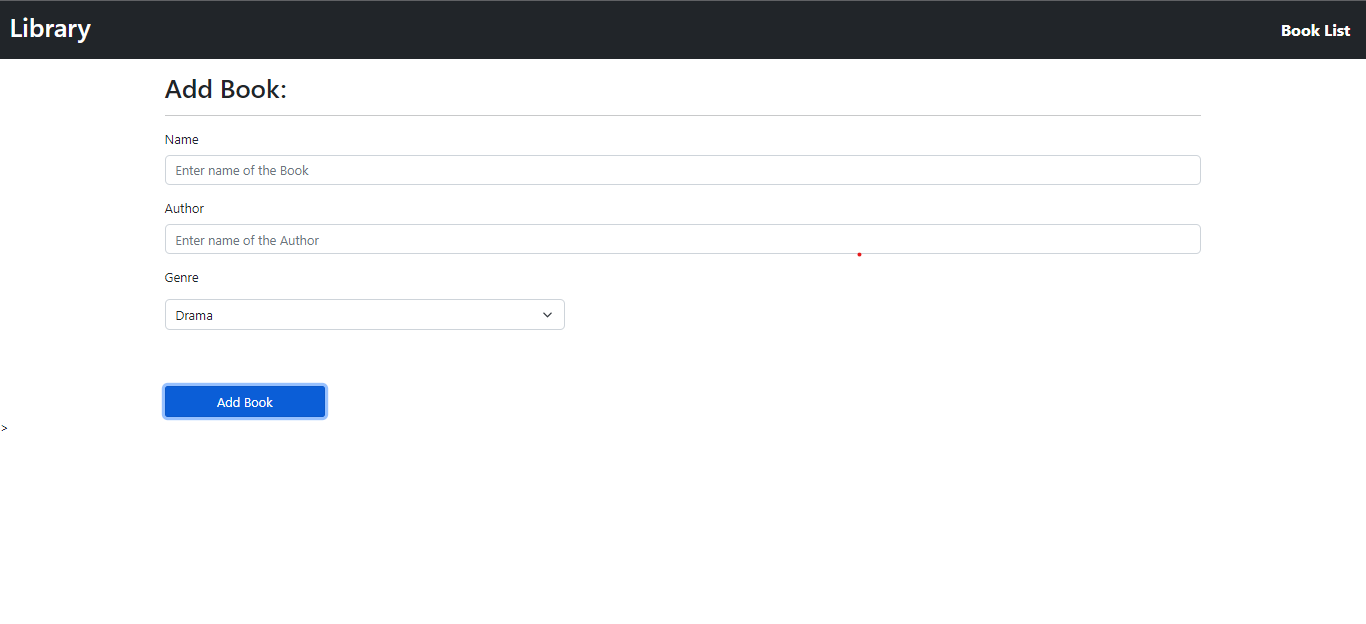 Library
Book List
Add Book:
Name
Enter name of the Book
Author
Enter name of the Author
Genre
Drama
Add Book
>